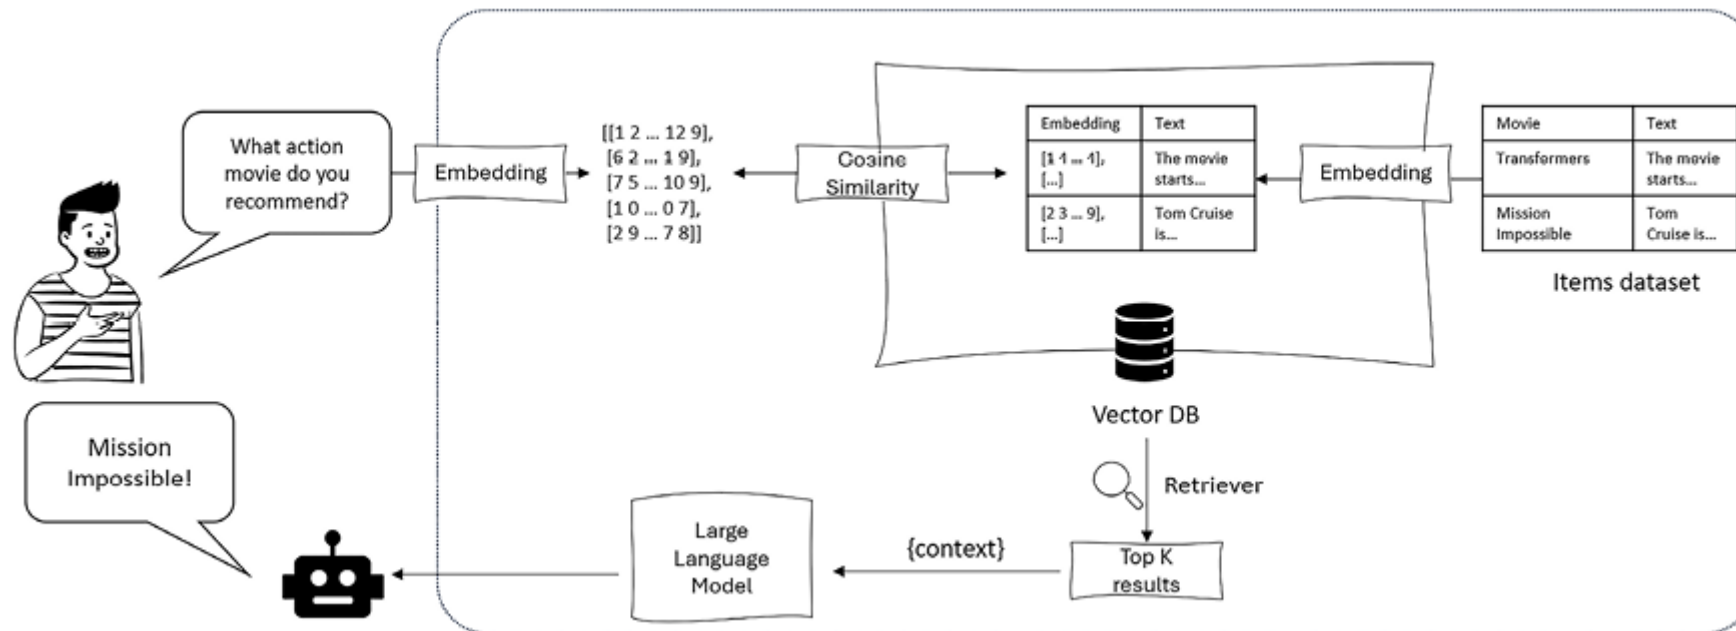 What action
movie do you
recommend?
Embedding
[[1 2 ... 12 9],
[6 2 ... 1 9],
[7 5 ... 10 9],
[1 0 ... 0 7],
[2 9 ... 7 8]]
Cosine
Similarity
Embedding Text
[1 1 ... 4], The movie
[...] starts...
[2 3 ... 9], Tom Cruise
[...] is...
Embedding
Movie Text
Transformers The movie
starts...
Mission Tom
Impossible Cruise is...
Items dataset
Vector DB
Retriever
Top K
results
{context}
Large
Language
Model
Mission
Impossible!